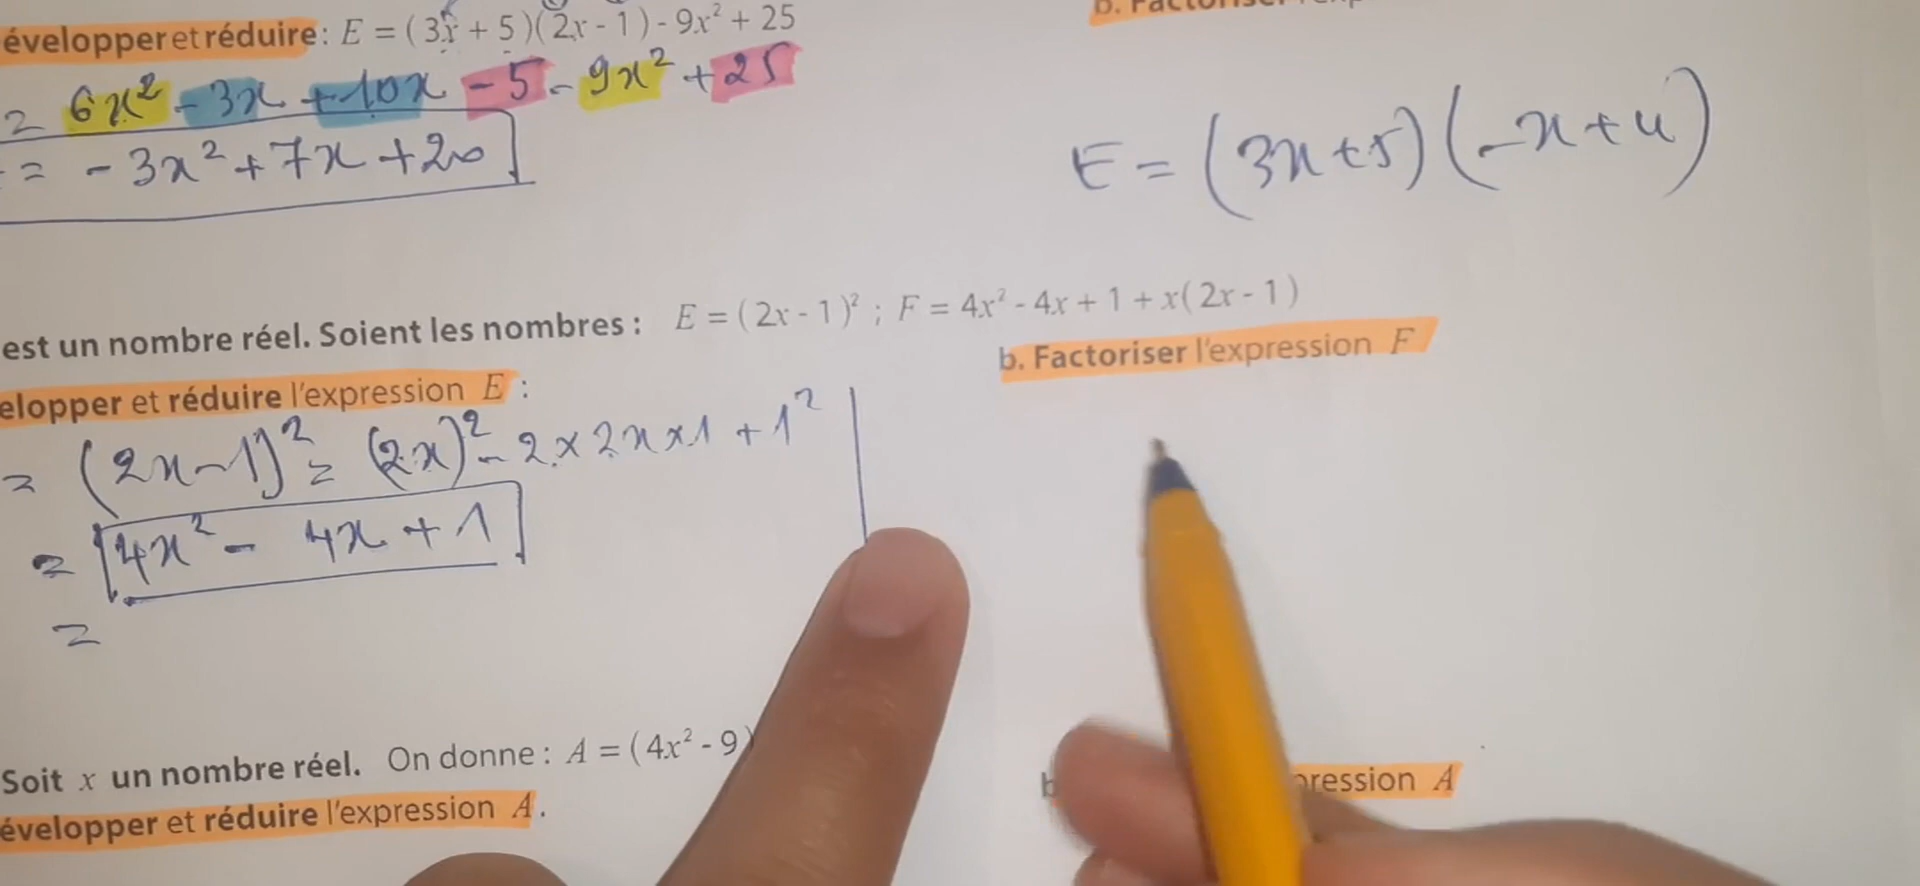 évelopper et réduire : E = ( 3x + 5 )( 2x - 1 ) - 9x² + 25
= 6x² - 3x + 10x - 5 - 9x² + 25
= - 3x² + 7x + 20
E = (3x+5)(-x+4)
est un nombre réel. Soient les nombres : E = ( 2x - 1 )² ; F = 4x² - 4x + 1 + x( 2x - 1 )
elopper et réduire l'expression E :
= (2x-1)² = (2x)² - 2×2x×1 + 1²
= 4x² - 4x + 1
=
b. Factoriser l'expression F
Soit x un nombre réel. On donne : A = ( 4x² - 9 )
évelopper et réduire l'expression A .
b pression A